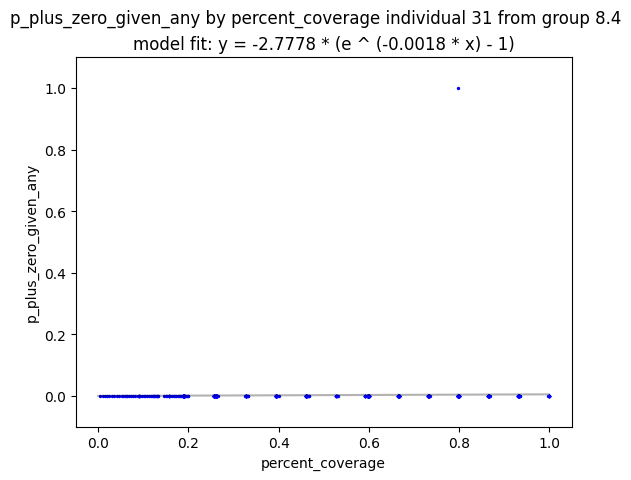 p_plus_zero_given_any by percent_coverage individual 31 from group 8.4
model fit: y = -2.7778 * (e ^ (-0.0018 * x) - 1)
1.0
0.8
0.6
0.4
0.2
0.0
p_plus_zero_given_any
0.0 0.2 0.4 0.6 0.8 1.0
percent_coverage